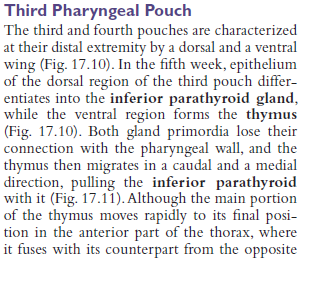 Third Pharyngeal Pouch
The third and fourth pouches are characterized
at their distal extremity by a dorsal and a ventral
wing (Fig. 17.10). In the fifth week, epithelium
of the dorsal region of the third pouch differ-
entiates into the inferior parathyroid gland,
while the ventral region forms the thymus
(Fig. 17.10). Both gland primordia lose their
connection with the pharyngeal wall, and the
thymus then migrates in a caudal and a medial
direction, pulling the inferior parathyroid
with it (Fig. 17.11). Although the main portion
of the thymus moves rapidly to its final posi-
tion in the anterior part of the thorax, where
it fuses with its counterpart from the opposite